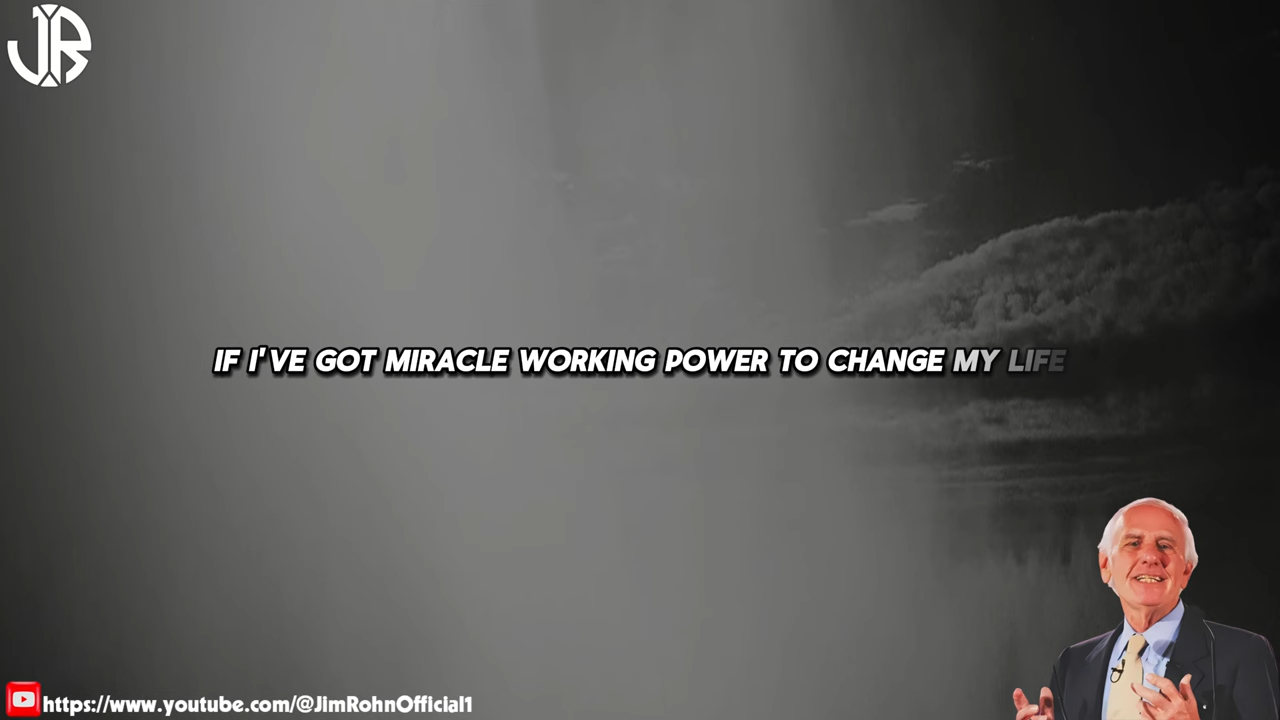 JR
IF I'VE GOT MIRACLE WORKING POWER TO CHANGE MY LIFE
https://www.youtube.com/@JimRohnOfficial1